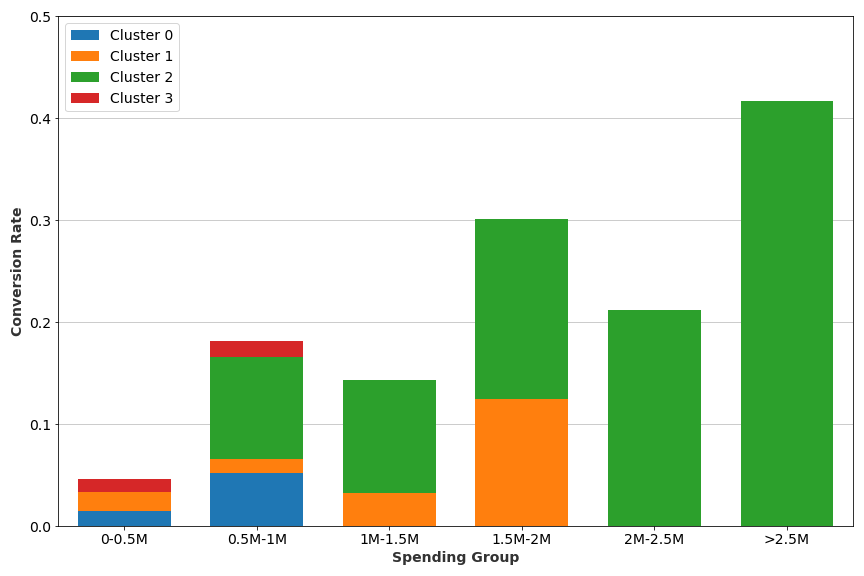 Cluster 0
Cluster 1
Cluster 2
Cluster 3
0.5
0.4
0.3
0.2
0.1
0.0
Conversion Rate
0-0.5M 0.5M-1M 1M-1.5M 1.5M-2M 2M-2.5M >2.5M
Spending Group